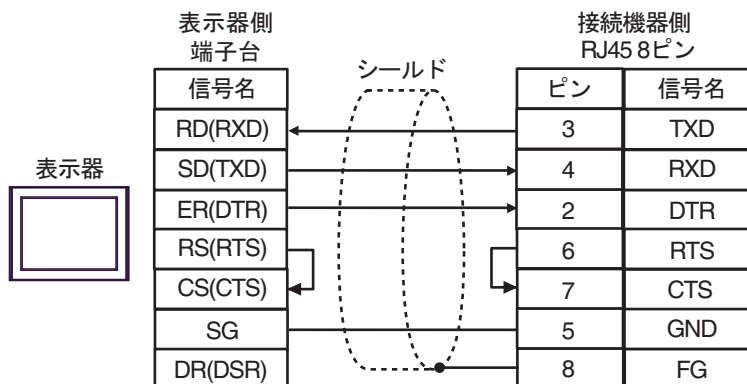 表示器側
端子台
接続機器側
RJ45 8ピン
シールド
信号名
ピン
信号名
RD(RXD)
3
TXD
表示器
SD(TXD)
4
RXD
ER(DTR)
2
DTR
RS(RTS)
6
RTS
CS(CTS)
7
CTS
SG
5
GND
DR(DSR)
8
FG